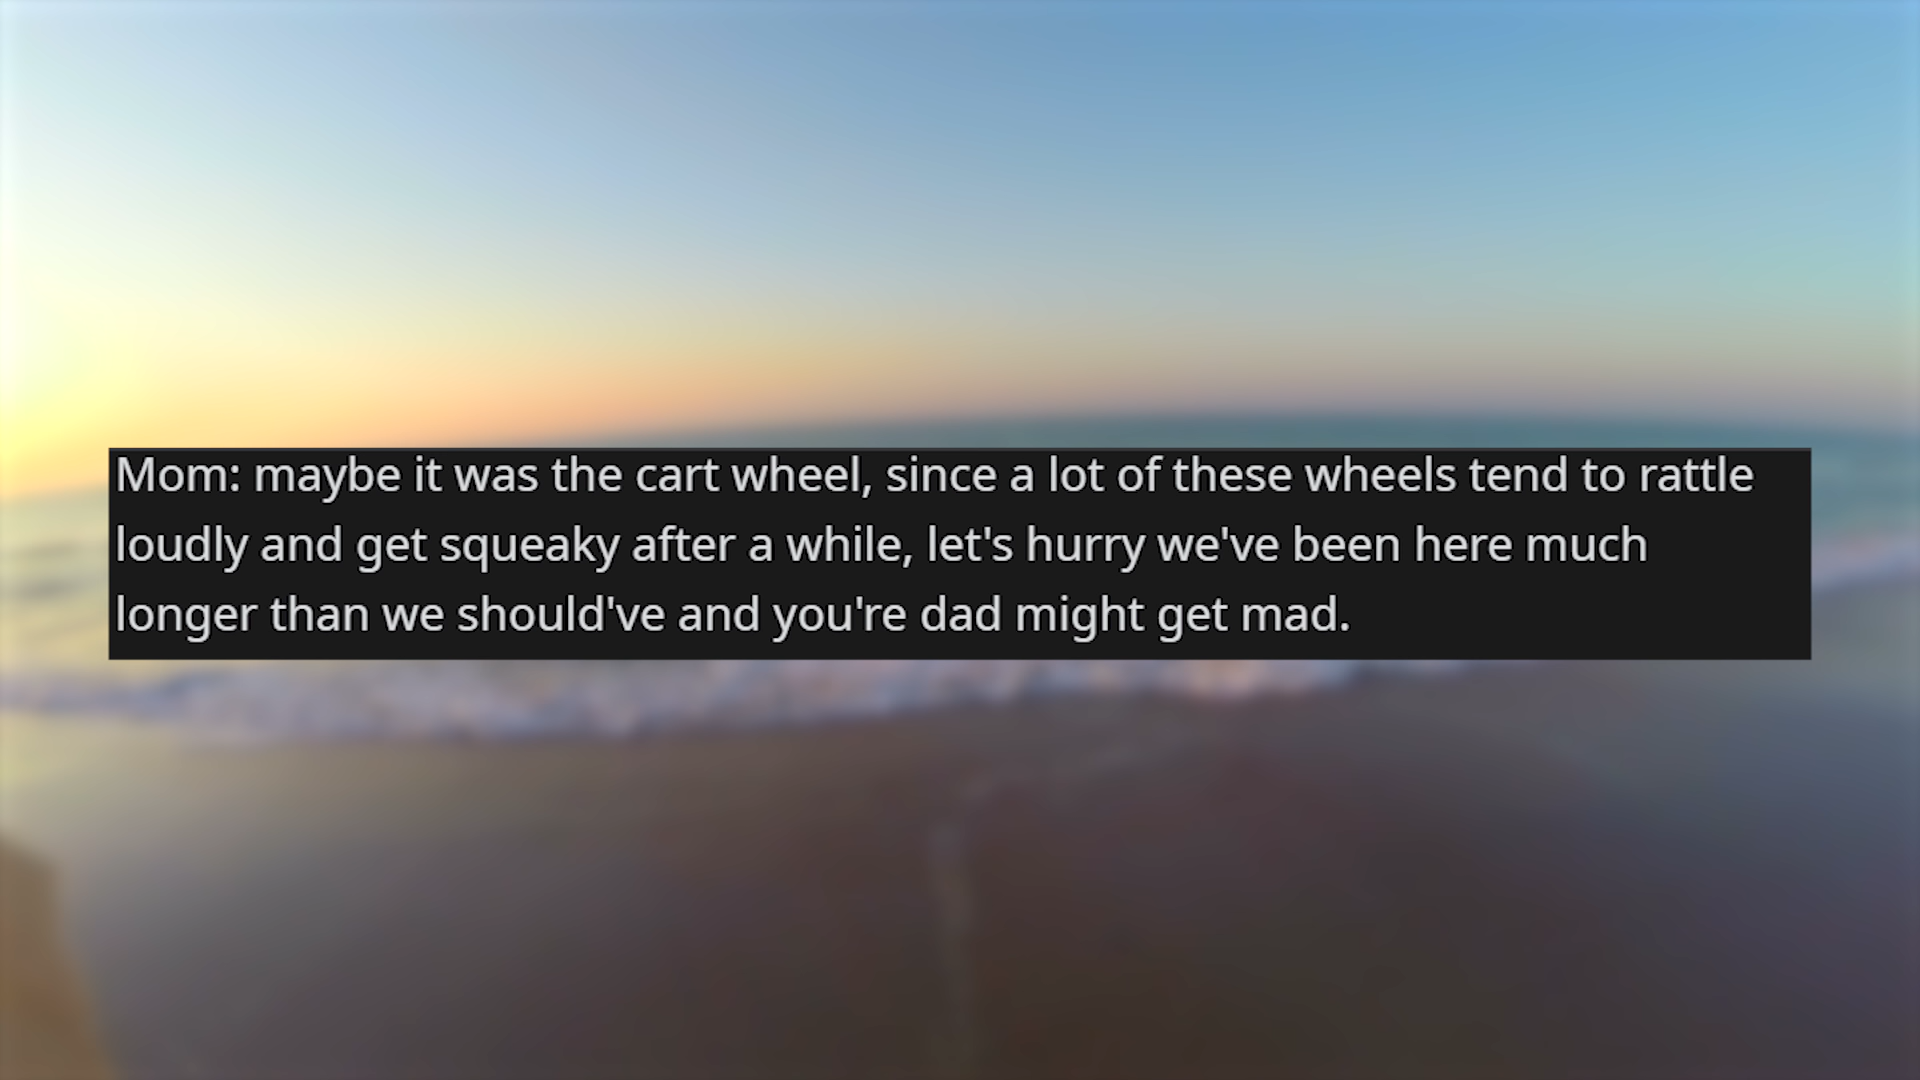 Mom: maybe it was the cart wheel, since a lot of these wheels tend to rattle
loudly and get squeaky after a while, let's hurry we've been here much
longer than we should've and you're dad might get mad.